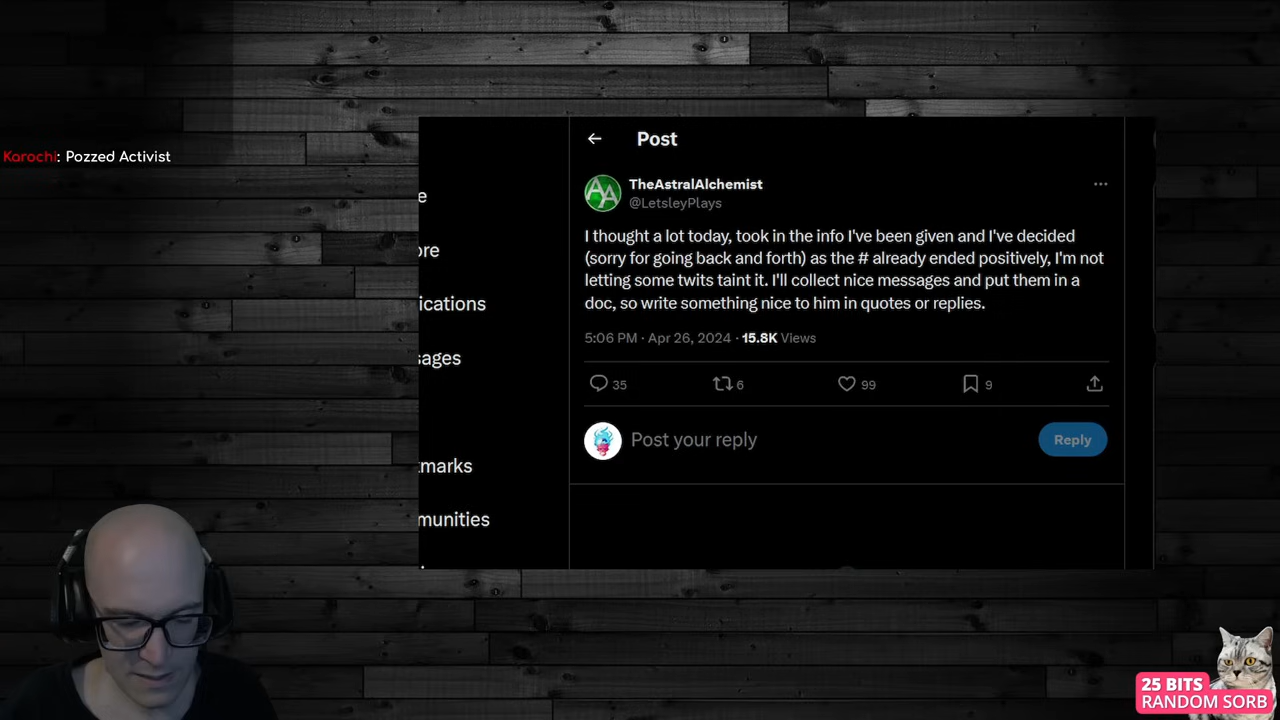 Karochi: Pozzed Activist
e
ore
ications
sages
marks
munities
Post
TheAstralAlchemist
@LetsleyPlays
I thought a lot today, took in the info I've been given and I've decided
(sorry for going back and forth) as the # already ended positively, I'm not
letting some twits taint it. I'll collect nice messages and put them in a
doc, so write something nice to him in quotes or replies.
5:06 PM · Apr 26, 2024 · 15.8K Views
35 6 99 9
Post your reply
Reply
25 BITS
RANDOM SORB